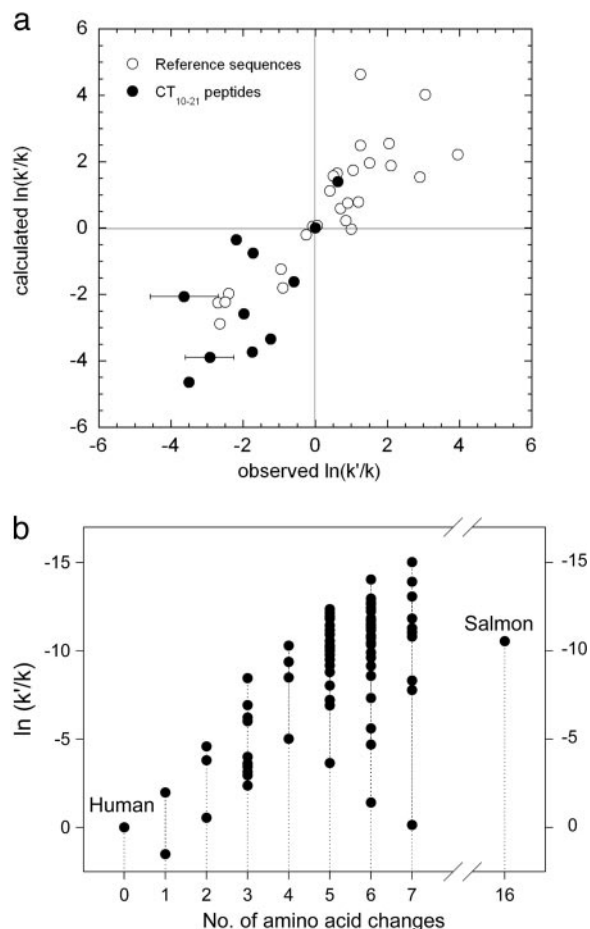 a
6
4
2
0
-2
-4
-6
calculated ln(k'/k)
Reference sequences
CT10-21 peptides
-6 -4 -2 0 2 4 6
observed ln(k'/k)
b
-15 -15
-10 -10
-5 -5
0 0
ln (k'/k)
Human
Salmon
0 1 2 3 4 5 6 7 16
No. of amino acid changes